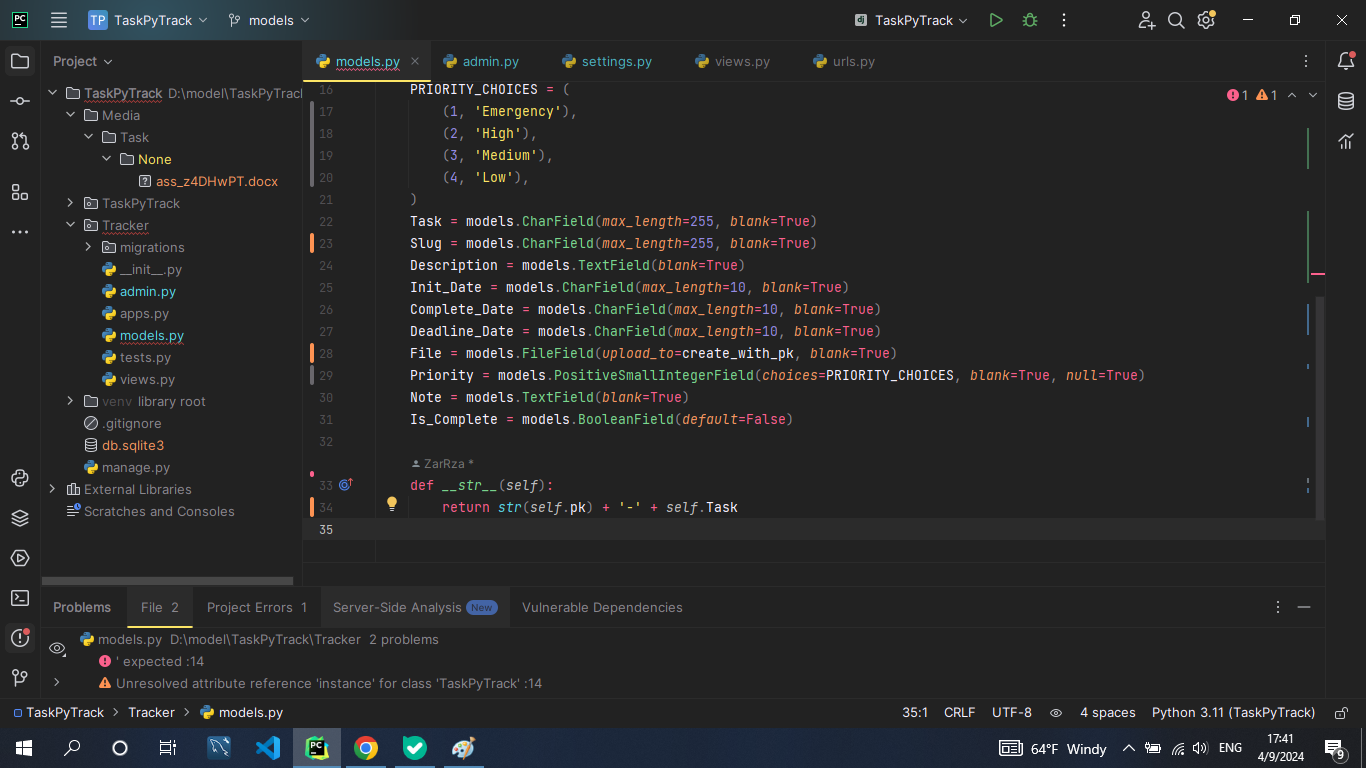 PC
TP TaskPyTrack
models
dj TaskPyTrack
Project
models.py
admin.py
settings.py
views.py
urls.py
TaskPyTrack D:\model\TaskPyTrack
Media
Task
None
ass_z4DHwPT.docx
TaskPyTrack
Tracker
migrations
__init__.py
admin.py
apps.py
models.py
tests.py
views.py
venv library root
.gitignore
db.sqlite3
manage.py
External Libraries
Scratches and Consoles
1 1
16 PRIORITY_CHOICES = (
17 (1, 'Emergency'),
18 (2, 'High'),
19 (3, 'Medium'),
20 (4, 'Low'),
21 )
22 Task = models.CharField(max_length=255, blank=True)
23 Slug = models.CharField(max_length=255, blank=True)
24 Description = models.TextField(blank=True)
25 Init_Date = models.CharField(max_length=10, blank=True)
26 Complete_Date = models.CharField(max_length=10, blank=True)
27 Deadline_Date = models.CharField(max_length=10, blank=True)
28 File = models.FileField(upload_to=create_with_pk, blank=True)
29 Priority = models.PositiveSmallIntegerField(choices=PRIORITY_CHOICES, blank=True, null=True)
30 Note = models.TextField(blank=True)
31 Is_Complete = models.BooleanField(default=False)
32
ZarRza *
33 def __str__(self):
34 return str(self.pk) + '-' + self.Task
35
Problems File 2 Project Errors 1 Server-Side Analysis New Vulnerable Dependencies
models.py D:\model\TaskPyTrack\Tracker 2 problems
' expected :14
Unresolved attribute reference 'instance' for class 'TaskPyTrack' :14
TaskPyTrack > Tracker > models.py
35:1 CRLF UTF-8 4 spaces Python 3.11 (TaskPyTrack)
64°F Windy
ENG
17:41
4/9/2024
9